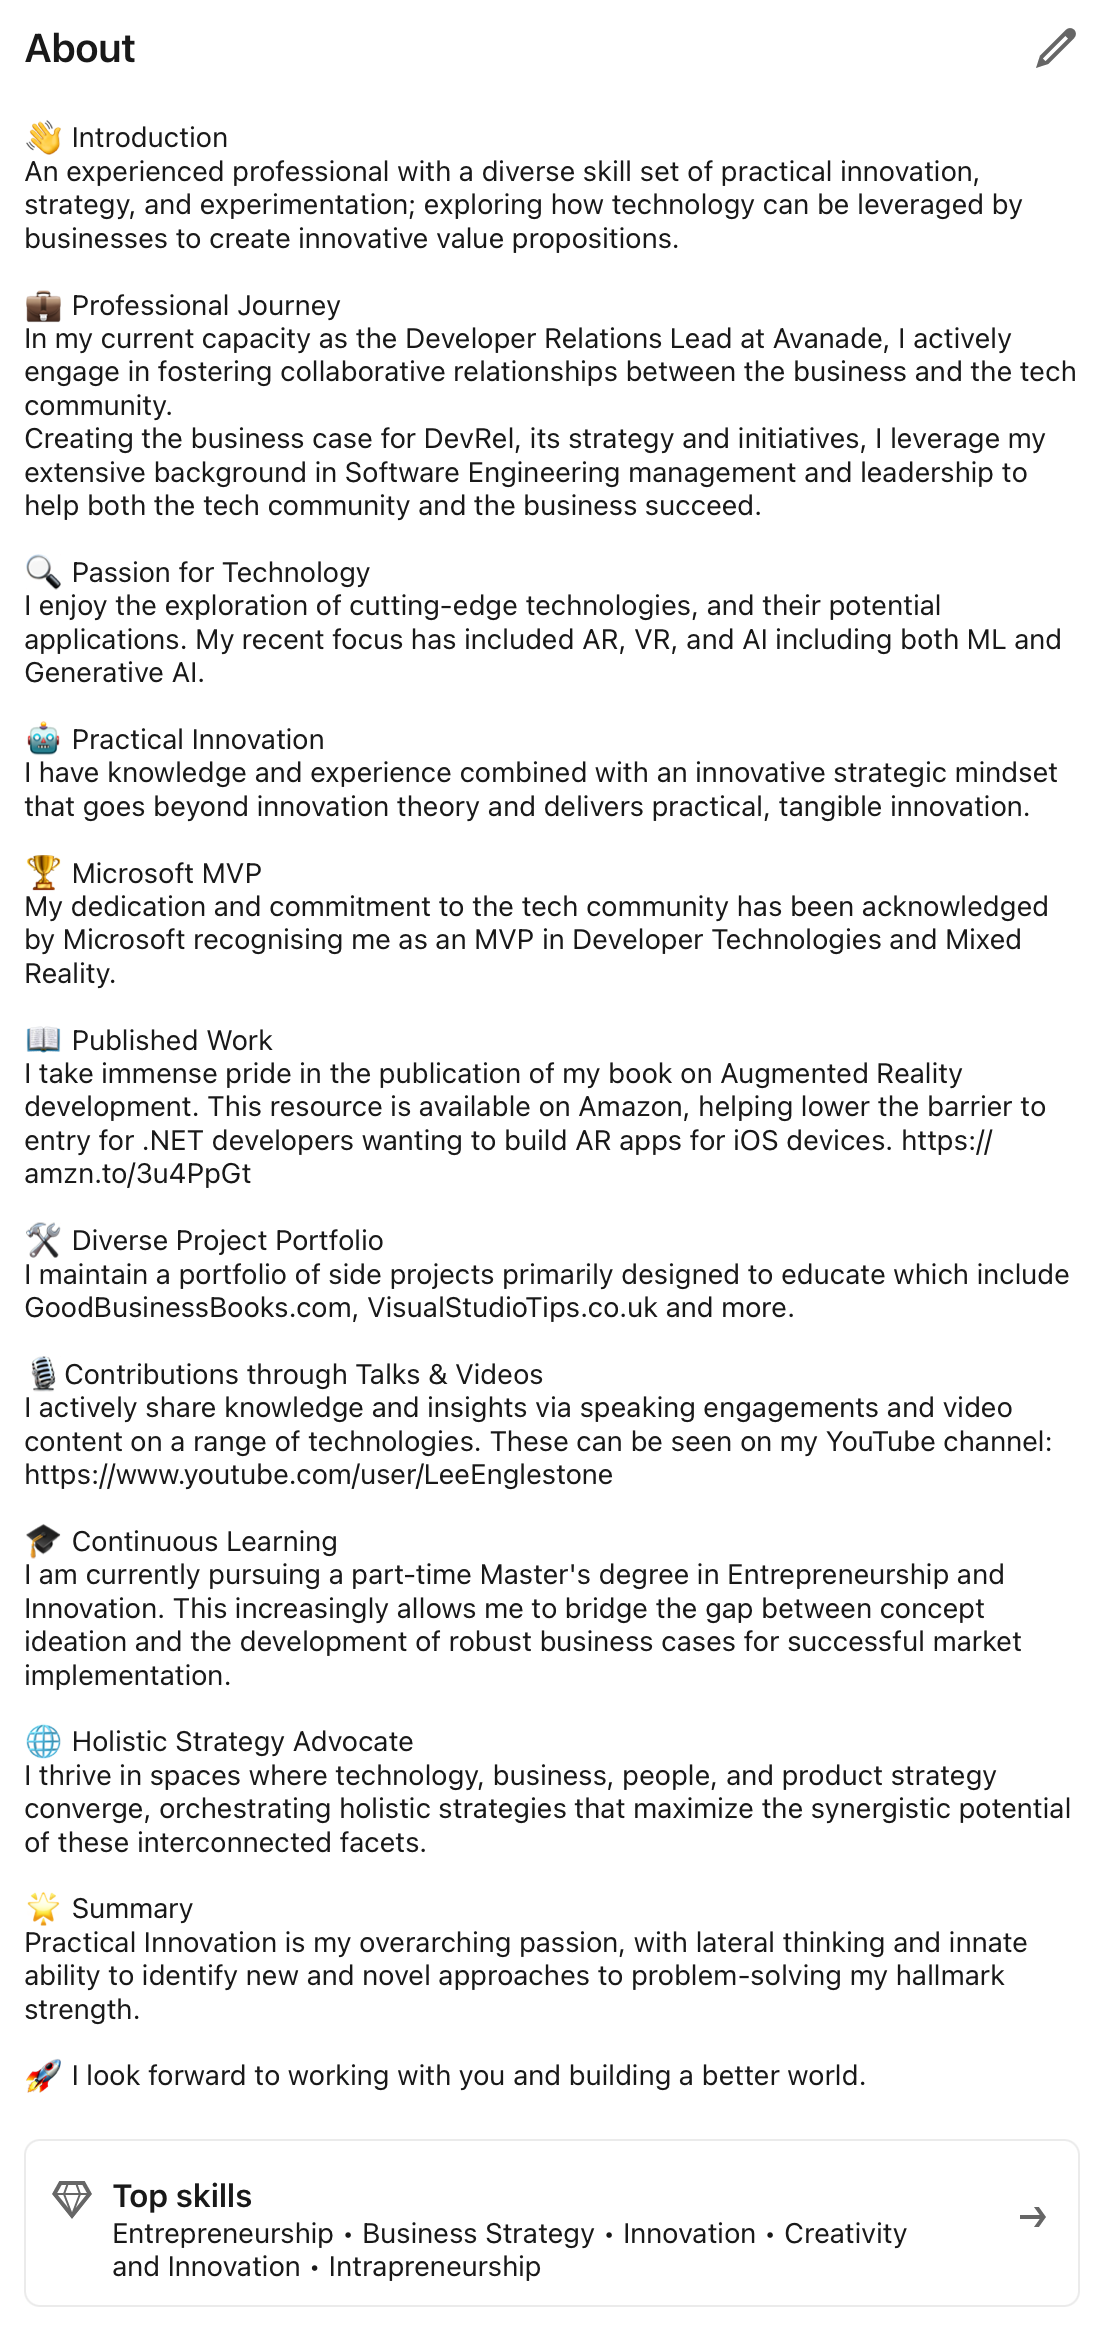 About
👋 Introduction
An experienced professional with a diverse skill set of practical innovation,
strategy, and experimentation; exploring how technology can be leveraged by
businesses to create innovative value propositions.
💼 Professional Journey
In my current capacity as the Developer Relations Lead at Avanade, I actively
engage in fostering collaborative relationships between the business and the tech
community.
Creating the business case for DevRel, its strategy and initiatives, I leverage my
extensive background in Software Engineering management and leadership to
help both the tech community and the business succeed.
🔍 Passion for Technology
I enjoy the exploration of cutting-edge technologies, and their potential
applications. My recent focus has included AR, VR, and AI including both ML and
Generative AI.
🤖 Practical Innovation
I have knowledge and experience combined with an innovative strategic mindset
that goes beyond innovation theory and delivers practical, tangible innovation.
🏆 Microsoft MVP
My dedication and commitment to the tech community has been acknowledged
by Microsoft recognising me as an MVP in Developer Technologies and Mixed
Reality.
📖 Published Work
I take immense pride in the publication of my book on Augmented Reality
development. This resource is available on Amazon, helping lower the barrier to
entry for .NET developers wanting to build AR apps for iOS devices. https://
amzn.to/3u4PpGt
🛠 Diverse Project Portfolio
I maintain a portfolio of side projects primarily designed to educate which include
GoodBusinessBooks.com, VisualStudioTips.co.uk and more.
🎙Contributions through Talks & Videos
I actively share knowledge and insights via speaking engagements and video
content on a range of technologies. These can be seen on my YouTube channel:
https://www.youtube.com/user/LeeEnglestone
🎓 Continuous Learning
I am currently pursuing a part-time Master's degree in Entrepreneurship and
Innovation. This increasingly allows me to bridge the gap between concept
ideation and the development of robust business cases for successful market
implementation.
🌐 Holistic Strategy Advocate
I thrive in spaces where technology, business, people, and product strategy
converge, orchestrating holistic strategies that maximize the synergistic potential
of these interconnected facets.
🌟 Summary
Practical Innovation is my overarching passion, with lateral thinking and innate
ability to identify new and novel approaches to problem-solving my hallmark
strength.
🚀 I look forward to working with you and building a better world.
Top skills
Entrepreneurship • Business Strategy • Innovation • Creativity
and Innovation • Intrapreneurship